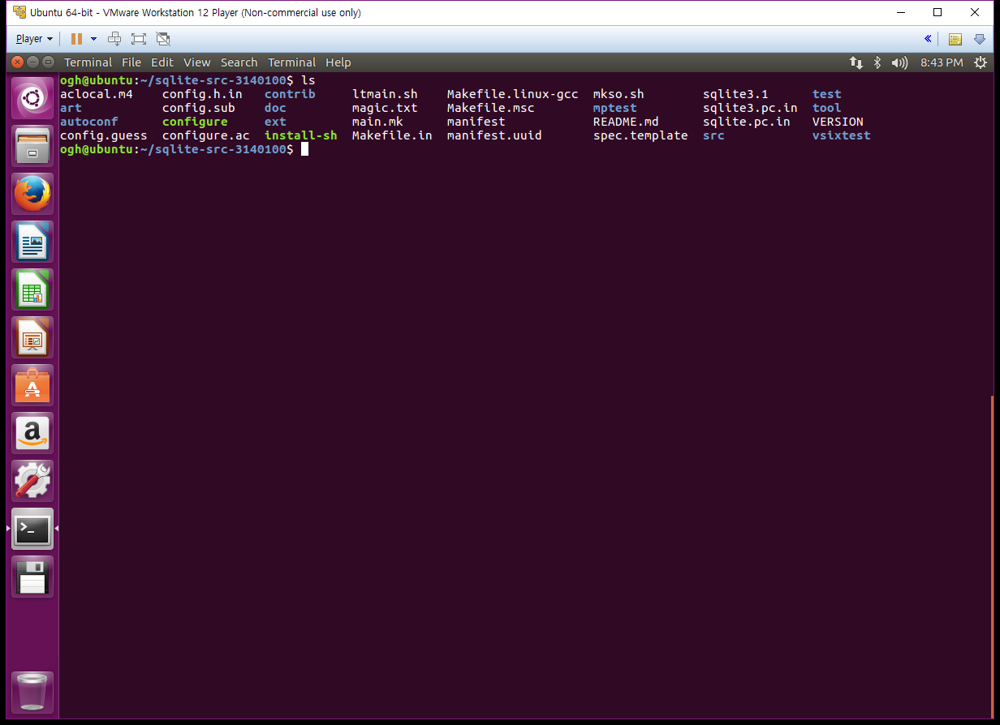 Ubuntu 64-bit - VMware Workstation 12 Player (Non-commercial use only)
Player
Terminal File Edit View Search Terminal Help 8:43 PM
ogh@ubuntu:~/sqlite-src-3140100$ ls
aclocal.m4 config.h.in contrib ltmain.sh Makefile.linux-gcc mkso.sh sqlite3.1 test
art config.sub doc magic.txt Makefile.msc mptest sqlite3.pc.in tool
autoconf configure ext main.mk manifest README.md sqlite.pc.in VERSION
config.guess configure.ac install-sh Makefile.in manifest.uuid spec.template src vsixtest
ogh@ubuntu:~/sqlite-src-3140100$